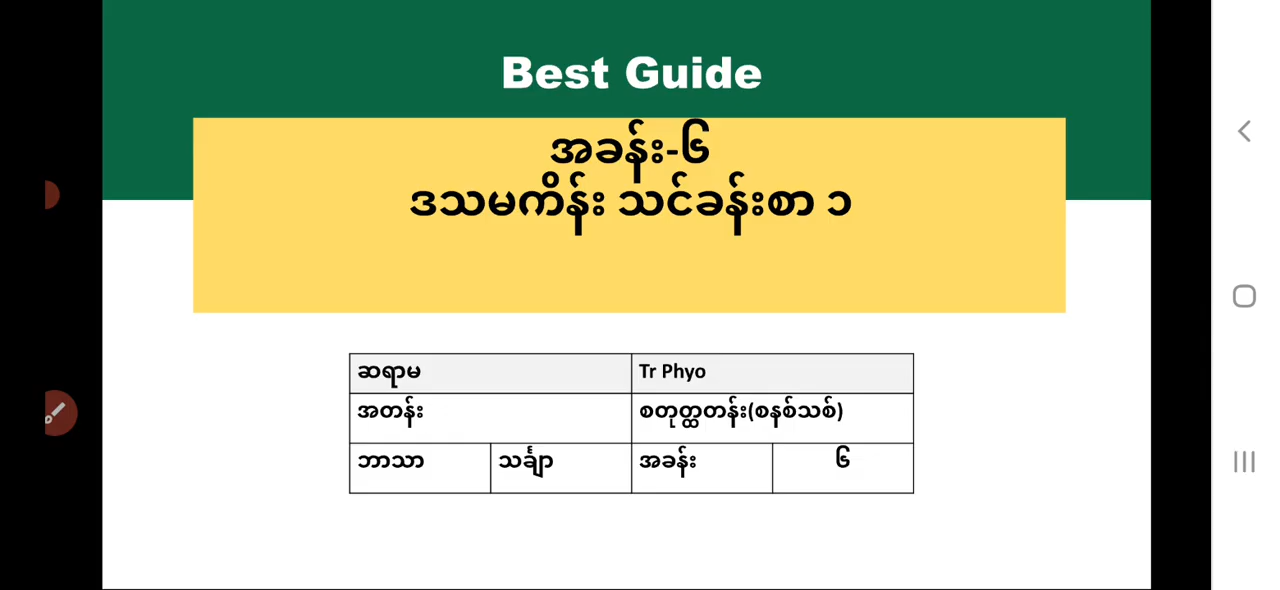 Best Guide
အခန်း-၆
ဒသမကိန်း သင်ခန်းစာ ၁
ဆရာမ Tr Phyo
အတန်း စတုတ္ထတန်း(စနစ်သစ်)
ဘာသာ သင်္ချာ အခန်း ၆